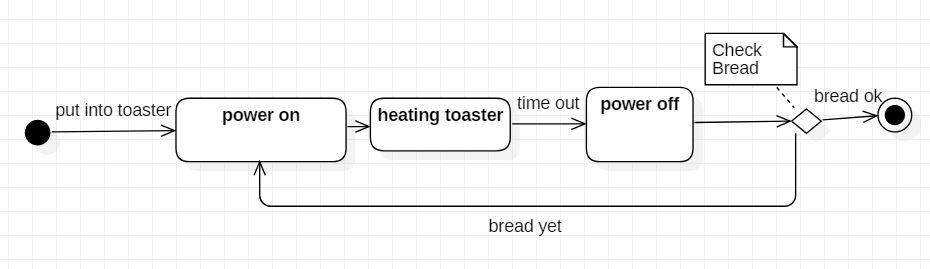 Check
Bread
put into toaster
power on
heating toaster
time out
power off
bread ok
bread yet